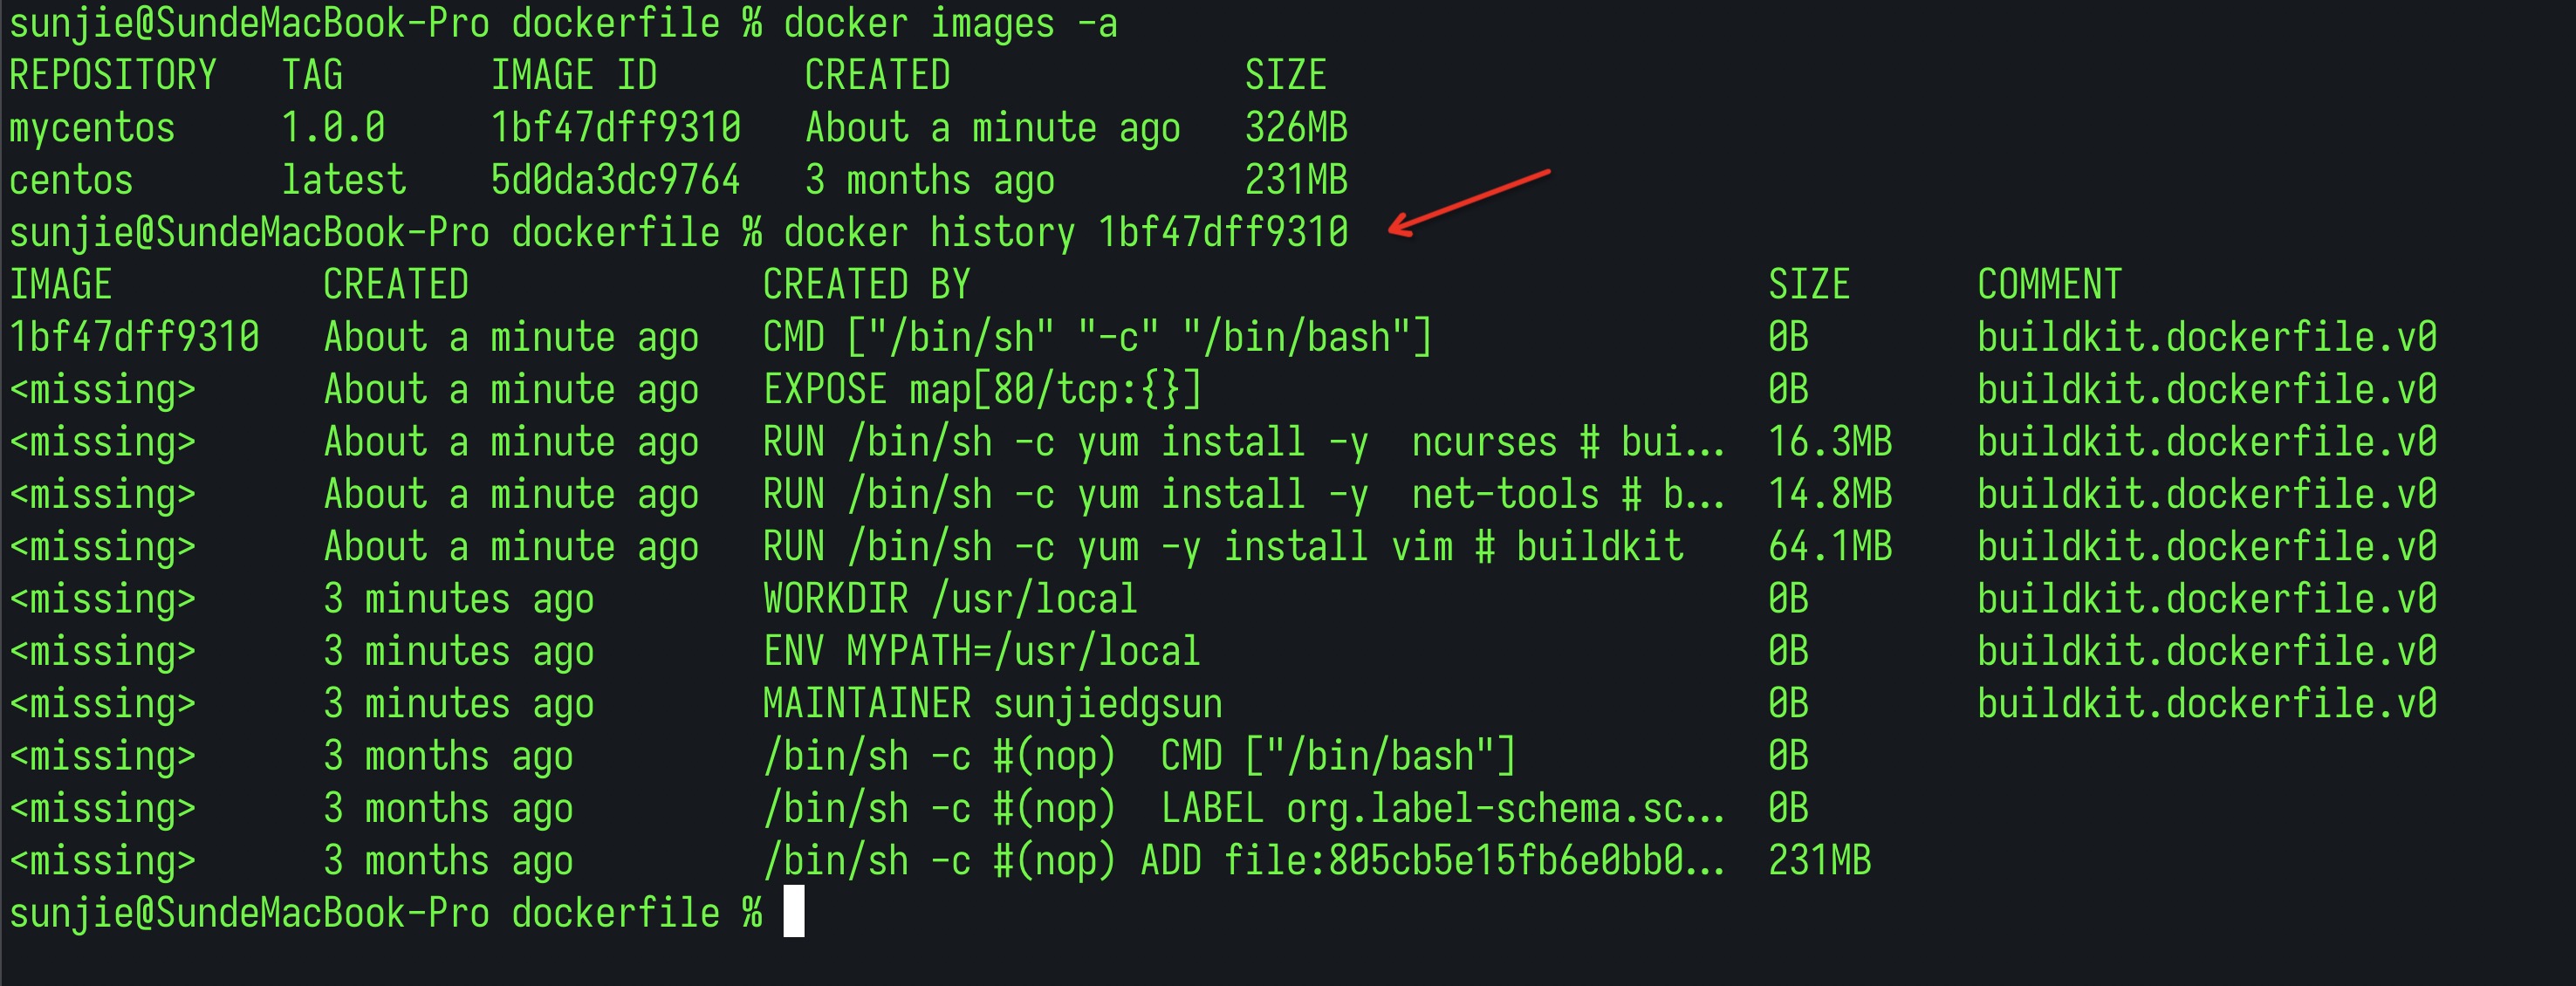 sunjie@SundeMacBook-Pro dockerfile % docker images -a
REPOSITORY   TAG       IMAGE ID       CREATED              SIZE
mycentos     1.0.0     1bf47dff9310   About a minute ago   326MB
centos       latest    5d0da3dc9764   3 months ago         231MB
sunjie@SundeMacBook-Pro dockerfile % docker history 1bf47dff9310
IMAGE          CREATED              CREATED BY                                      SIZE      COMMENT
1bf47dff9310   About a minute ago   CMD ["/bin/sh" "-c" "/bin/bash"]                0B        buildkit.dockerfile.v0
<missing>      About a minute ago   EXPOSE map[80/tcp:{}]                           0B        buildkit.dockerfile.v0
<missing>      About a minute ago   RUN /bin/sh -c yum install -y  ncurses # bui...   16.3MB    buildkit.dockerfile.v0
<missing>      About a minute ago   RUN /bin/sh -c yum install -y  net-tools # b...   14.8MB    buildkit.dockerfile.v0
<missing>      About a minute ago   RUN /bin/sh -c yum -y install vim # buildkit    64.1MB    buildkit.dockerfile.v0
<missing>      3 minutes ago        WORKDIR /usr/local                              0B        buildkit.dockerfile.v0
<missing>      3 minutes ago        ENV MYPATH=/usr/local                           0B        buildkit.dockerfile.v0
<missing>      3 minutes ago        MAINTAINER sunjiedgsun                          0B        buildkit.dockerfile.v0
<missing>      3 months ago         /bin/sh -c #(nop)  CMD ["/bin/bash"]            0B
<missing>      3 months ago         /bin/sh -c #(nop)  LABEL org.label-schema.sc...   0B
<missing>      3 months ago         /bin/sh -c #(nop) ADD file:805cb5e15fb6e0bb0...   231MB
sunjie@SundeMacBook-Pro dockerfile %